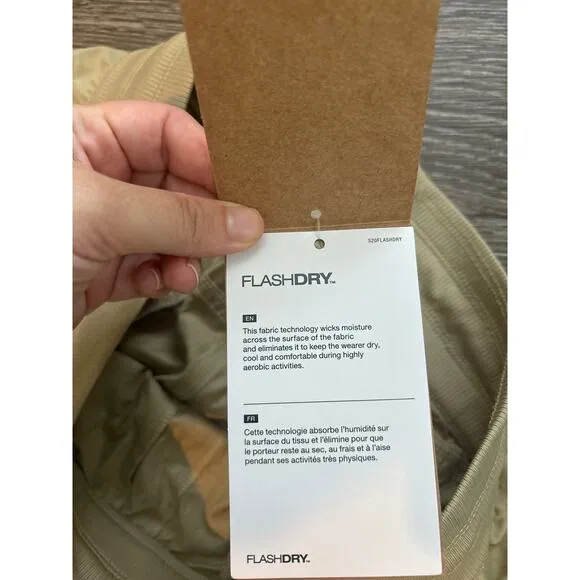 S20FLASHDRY
FLASHDRY™
EN
This fabric technology wicks moisture
across the surface of the fabric
and eliminates it to keep the wearer dry,
cool and comfortable during highly
aerobic activities.
FR
Cette technologie absorbe l'humidité sur
la surface du tissu et l'élimine pour que
le porteur reste au sec, au frais et à l'aise
pendant ses activités très physiques.
FLASHDRY™